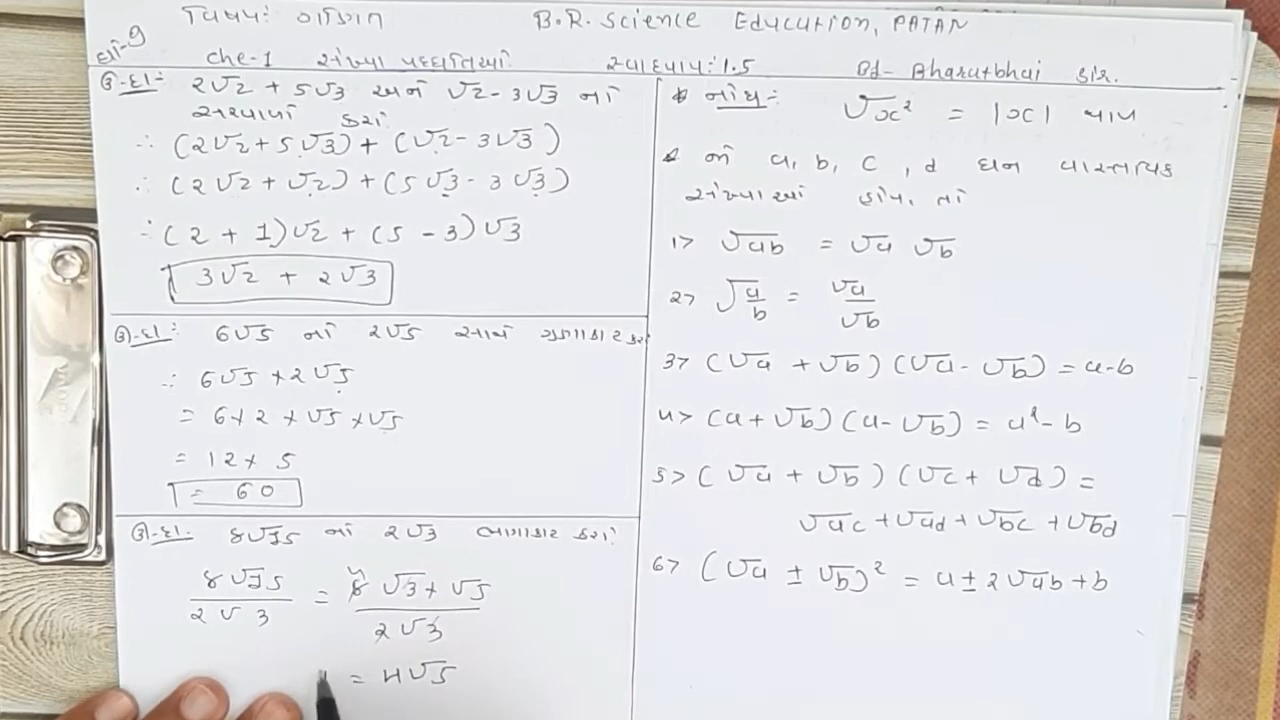 વિષય: ગણિત B.R. Science Education, PATAN
ધો-9 che-1 સંખ્યા પદ્ધતિઓ સ્વાધ્યાય: 1.5 By- Bharatbhai સર.
ઉ-દા:- 2√2 + 5√3 અને √2 - 3√3 નો
સરવાળો કરો
∴ (2√2 + 5√3) + (√2 - 3√3)
∴ (2√2 + √2) + (5√3 - 3√3)
∴ (2 + 1)√2 + (5 - 3)√3
3√2 + 2√3
ઉ-દા: 6√5 નો 2√5 સાથે ગુણાકાર કરો
∴ 6√5 × 2√5
= 6 × 2 × √5 × √5
= 12 × 5
= 60
ઉ-દા. 8√15 નો 2√3 ભાગાકાર કરો:
8√15 / 2√3 = 8 √3 × √5 / 2√3
= 4√5
* નોંધ:- √x² = |x| થાય
* જો a, b, c, d ધન વાસ્તવિક
સંખ્યાઓ હોય, તો
1> √ab = √a √b
2> √a/b = √a/√b
3> (√a + √b) (√a - √b) = a-b
4> (a + √b) (a - √b) = a² - b
5> (√a + √b) (√c + √d) =
√ac + √ad + √bc + √bd
6> (√a ± √b)² = a ± 2√ab + b